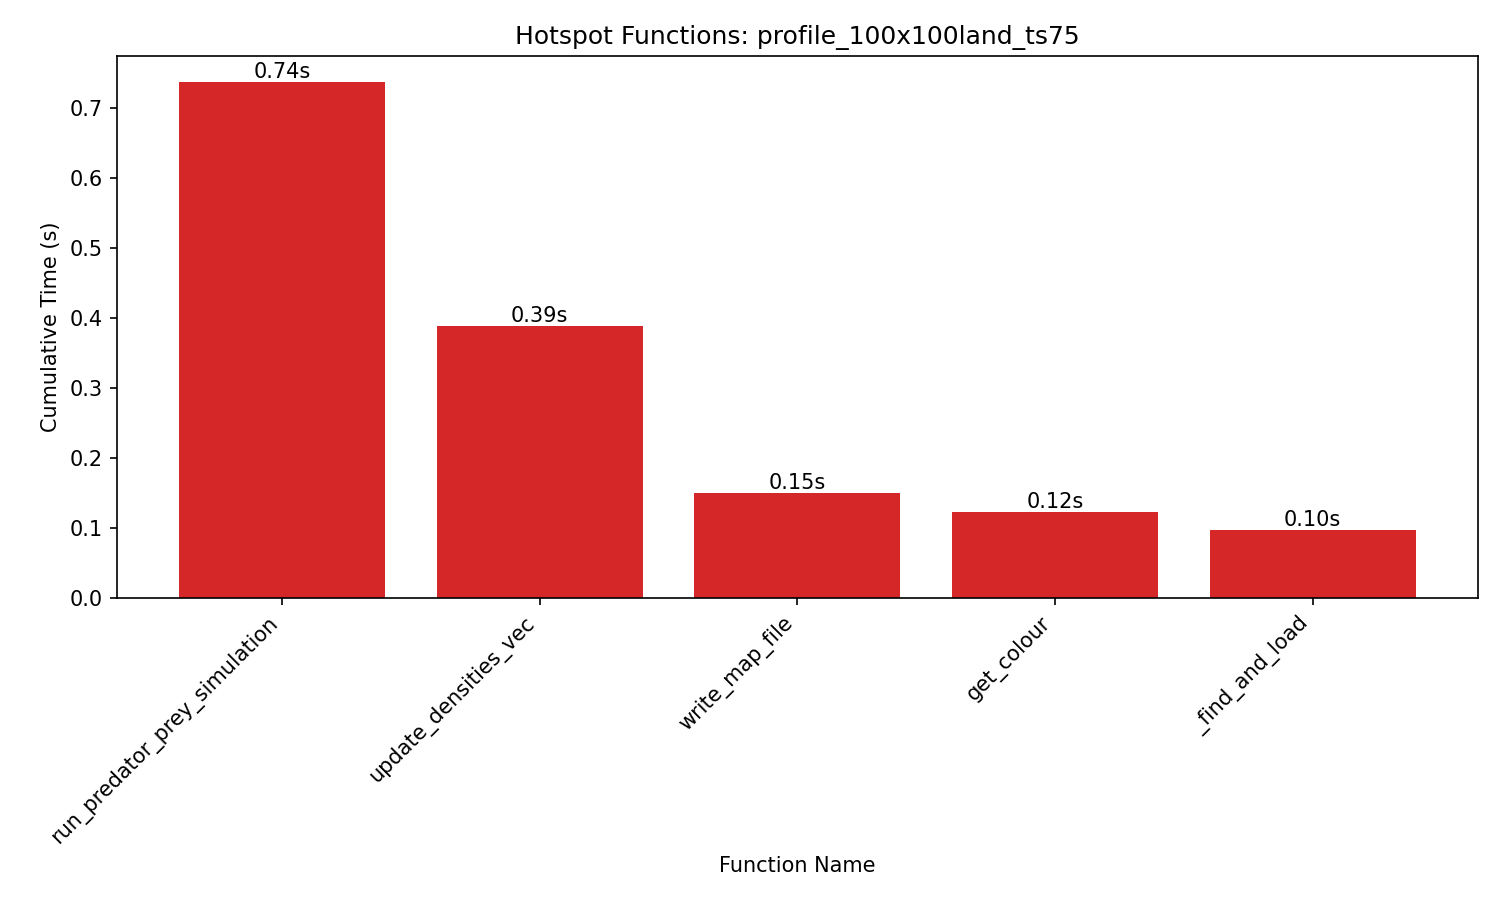 Hotspot Functions: profile_100x100land_ts75
Cumulative Time (s)
0.7
0.6
0.5
0.4
0.3
0.2
0.1
0.0
0.74s
0.39s
0.15s
0.12s
0.10s
run_predator_prey_simulation
update_densities_vec
write_map_file
get_colour
_find_and_load
Function Name